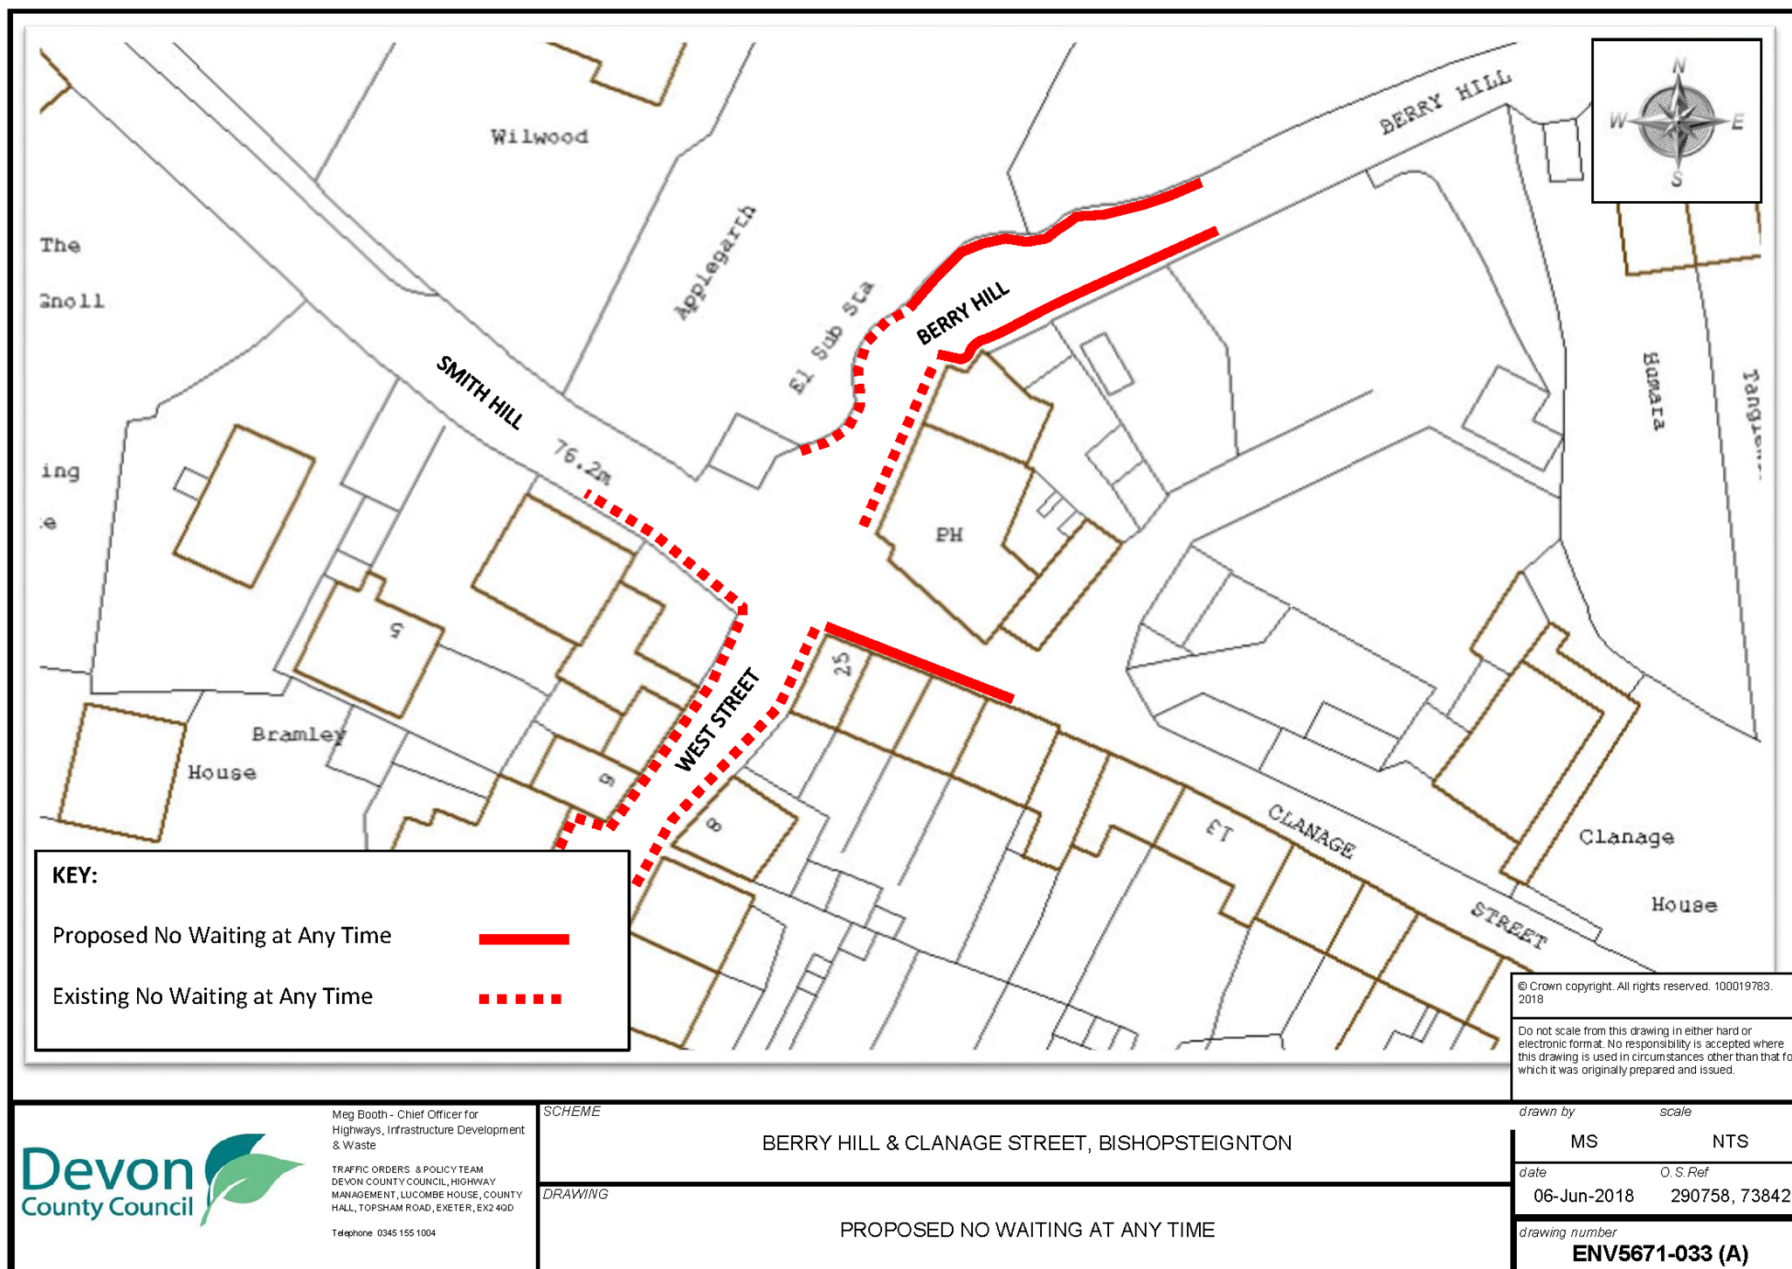 Wilwood
BERRY HILL
N
W
E
S
The
Applegarth
El Sub Sta
BERRY HILL
SMITH HILL
76.2m
ing
PH
Humara
5
25
WEST STREET
Bramley
House
9
8
13
CLANAGE
STREET
Clanage
House
KEY:
Proposed No Waiting at Any Time
Existing No Waiting at Any Time
© Crown copyright. All rights reserved. 100019783.
2018
Do not scale from this drawing in either hard or
electronic format. No responsibility is accepted where
this drawing is used in circumstances other than that fo
which it was originally prepared and issued.
Devon
County Council
Meg Booth - Chief Officer for
Highways, Infrastructure Development
& Waste
TRAFFIC ORDERS & POLICY TEAM
DEVON COUNTY COUNCIL, HIGHWAY
MANAGEMENT, LUCOMBE HOUSE, COUNTY
HALL, TOPSHAM ROAD, EXETER, EX2 4QD
Telephone 0345 155 1004
SCHEME
BERRY HILL & CLANAGE STREET, BISHOPSTEIGNTON
DRAWING
PROPOSED NO WAITING AT ANY TIME
drawn by
MS
scale
NTS
date
06-Jun-2018
O.S.Ref
290758, 73842
drawing number
ENV5671-033 (A)